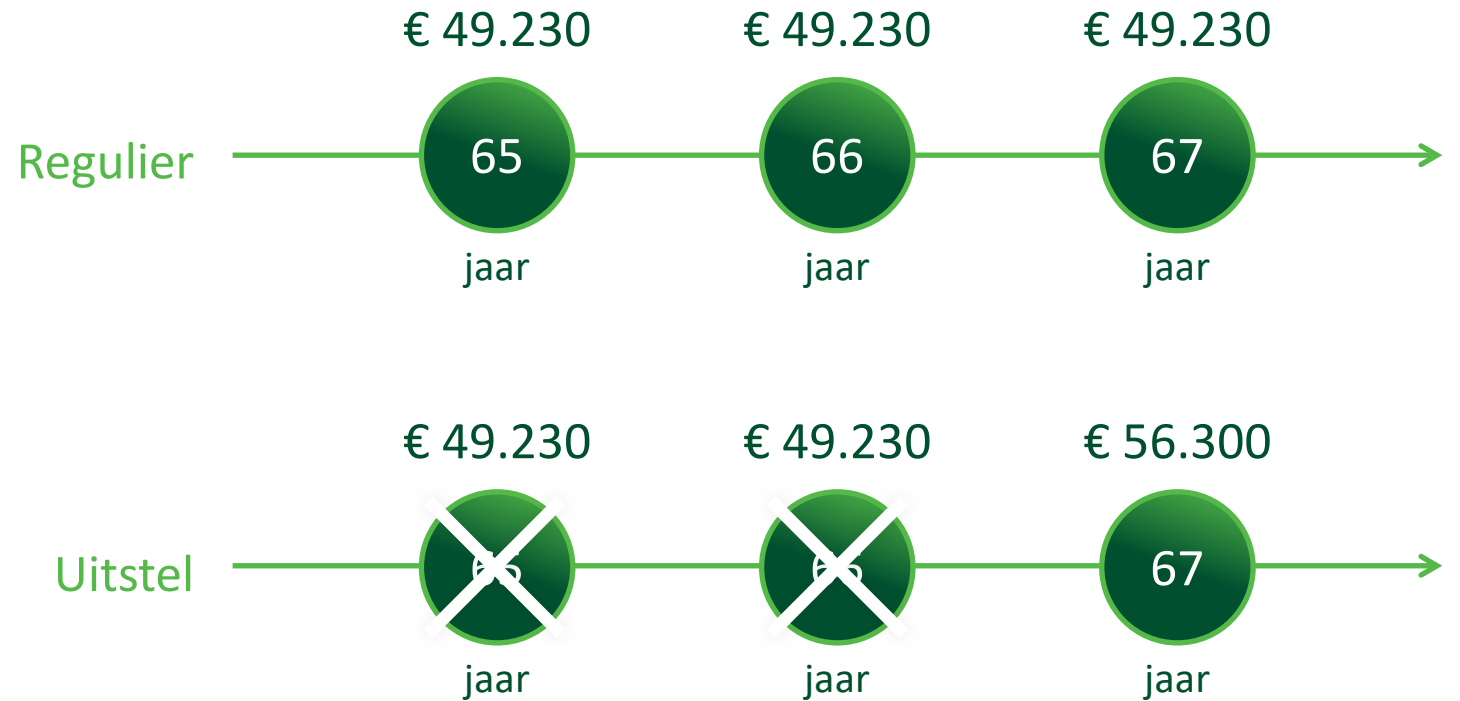 € 49.230 € 49.230 € 49.230
Regulier 65 66 67
jaar jaar jaar
€ 49.230 € 49.230 € 56.300
Uitstel 67
jaar jaar jaar